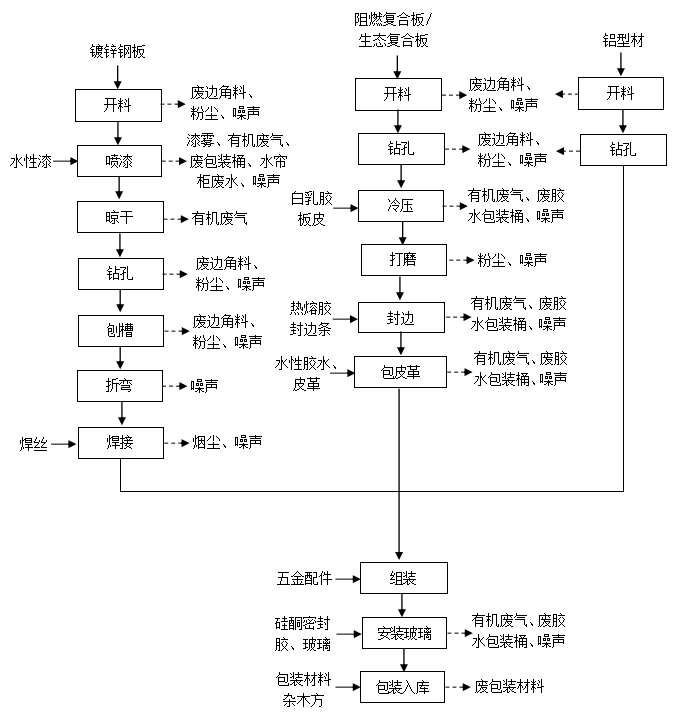 阻燃复合板/
生态复合板
镀锌钢板
铝型材
开料
废边角料、
粉尘、噪声
开料
废边角料、
粉尘、噪声
开料
水性漆
喷漆
漆雾、有机废气、
废包装桶、水帘
柜废水、噪声
钻孔
废边角料、
粉尘、噪声
钻孔
晾干
有机废气
白乳胶
板皮
冷压
有机废气、废胶
水包装桶、噪声
钻孔
废边角料、
粉尘、噪声
打磨
粉尘、噪声
刨槽
废边角料、
粉尘、噪声
热熔胶
封边条
封边
有机废气、废胶
水包装桶、噪声
折弯
噪声
水性胶水、
皮革
包皮革
有机废气、废胶
水包装桶、噪声
焊丝
焊接
烟尘、噪声
五金配件
组装
硅酮密封
胶、玻璃
安装玻璃
有机废气、废胶
水包装桶、噪声
包装材料
杂木方
包装入库
废包装材料